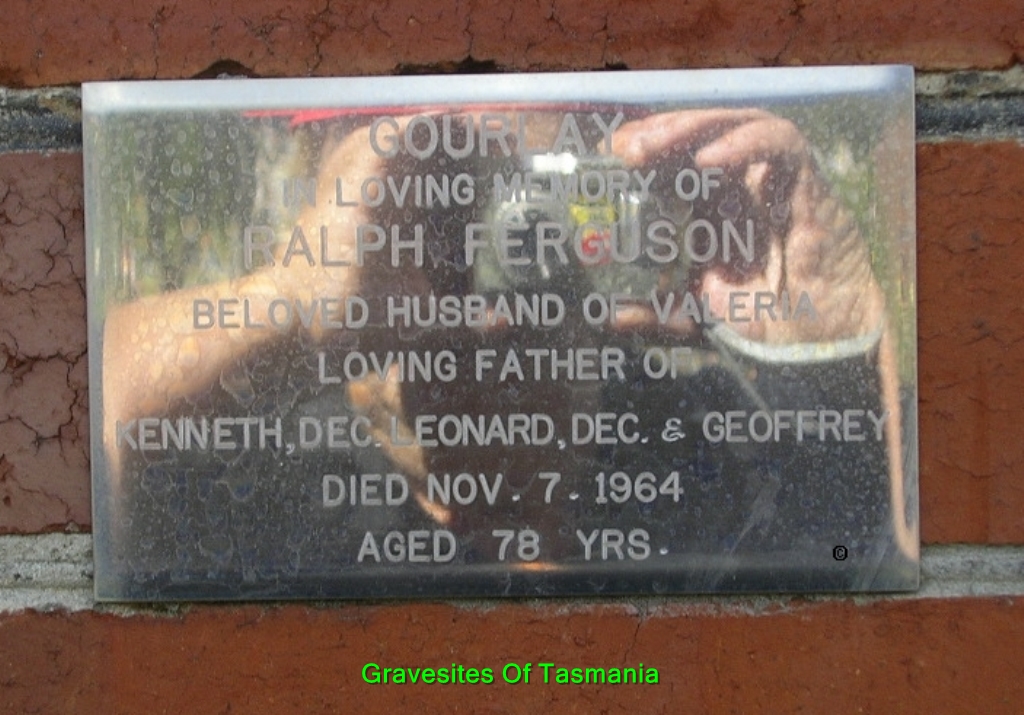 GOURLAY
IN LOVING MEMORY OF
RALPH FERGUSON
BELOVED HUSBAND OF VALERIA
LOVING FATHER OF
KENNETH, DEC. LEONARD, DEC. & GEOFFREY
DIED NOV. 7. 1964
AGED 78 YRS.
©
Gravesites Of Tasmania